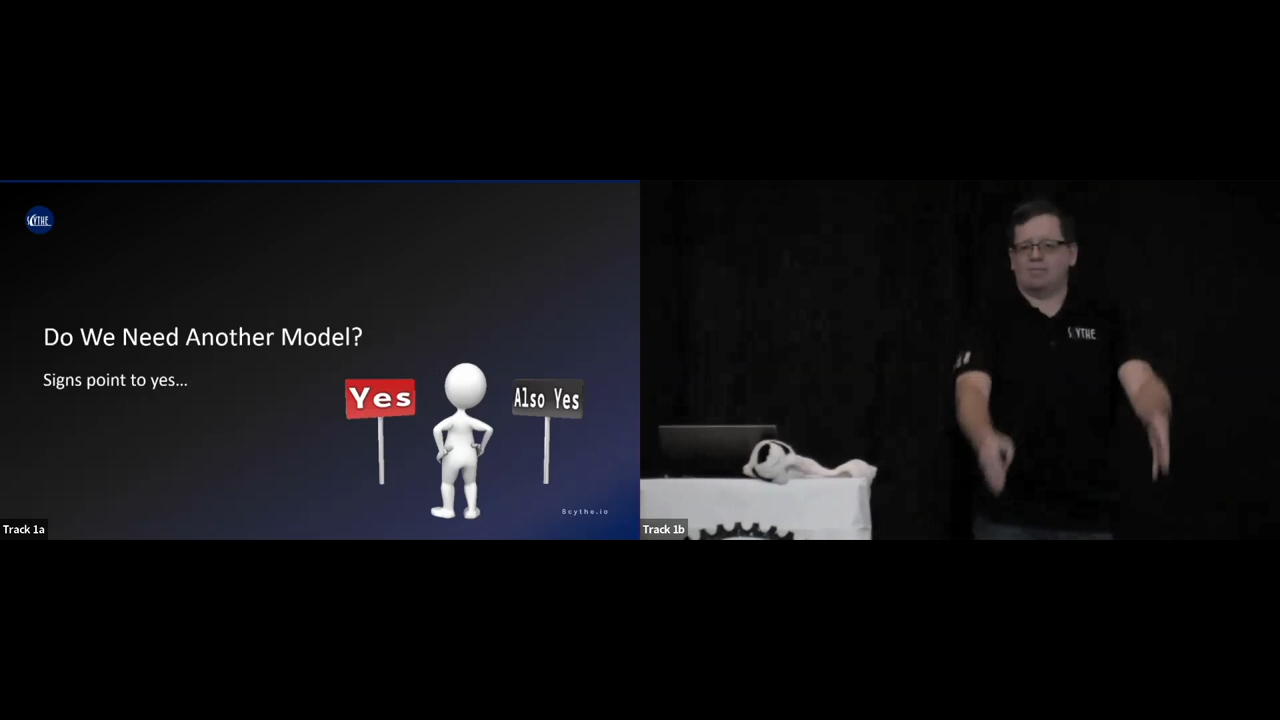 SCYTHE
Do We Need Another Model?
Signs point to yes...
Yes
Also Yes
Scythe.io
Track 1a
SCYTHE
Track 1b